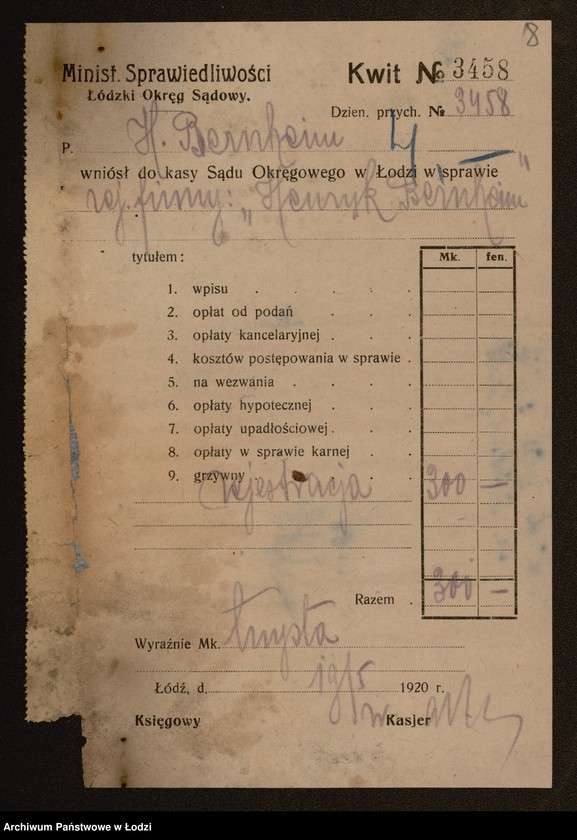 8
Minist. Sprawiedliwości
Łódzki Okręg Sądowy.
Kwit № 3458
Dzien. przych. № 3458
P. H. Bernheim
wniósł do kasy Sądu Okręgowego w Łodzi w sprawie
rej. firmy: „Henryk Bernheim"
tytułem:
Mk. fen.
1. wpisu
2. opłat od podań
3. opłaty kancelaryjnej
4. kosztów postępowania w sprawie
5. na wezwania
6. opłaty hypotecznej
7. opłaty upadłościowej
8. opłaty w sprawie karnej
9. grzywny
rejestracja 300 —
Razem 300 —
Wyraźnie Mk. trzysta
Łódź, d. 19/5 1920 r.
Księgowy Kasjer
Archiwum Państwowe w Łodzi